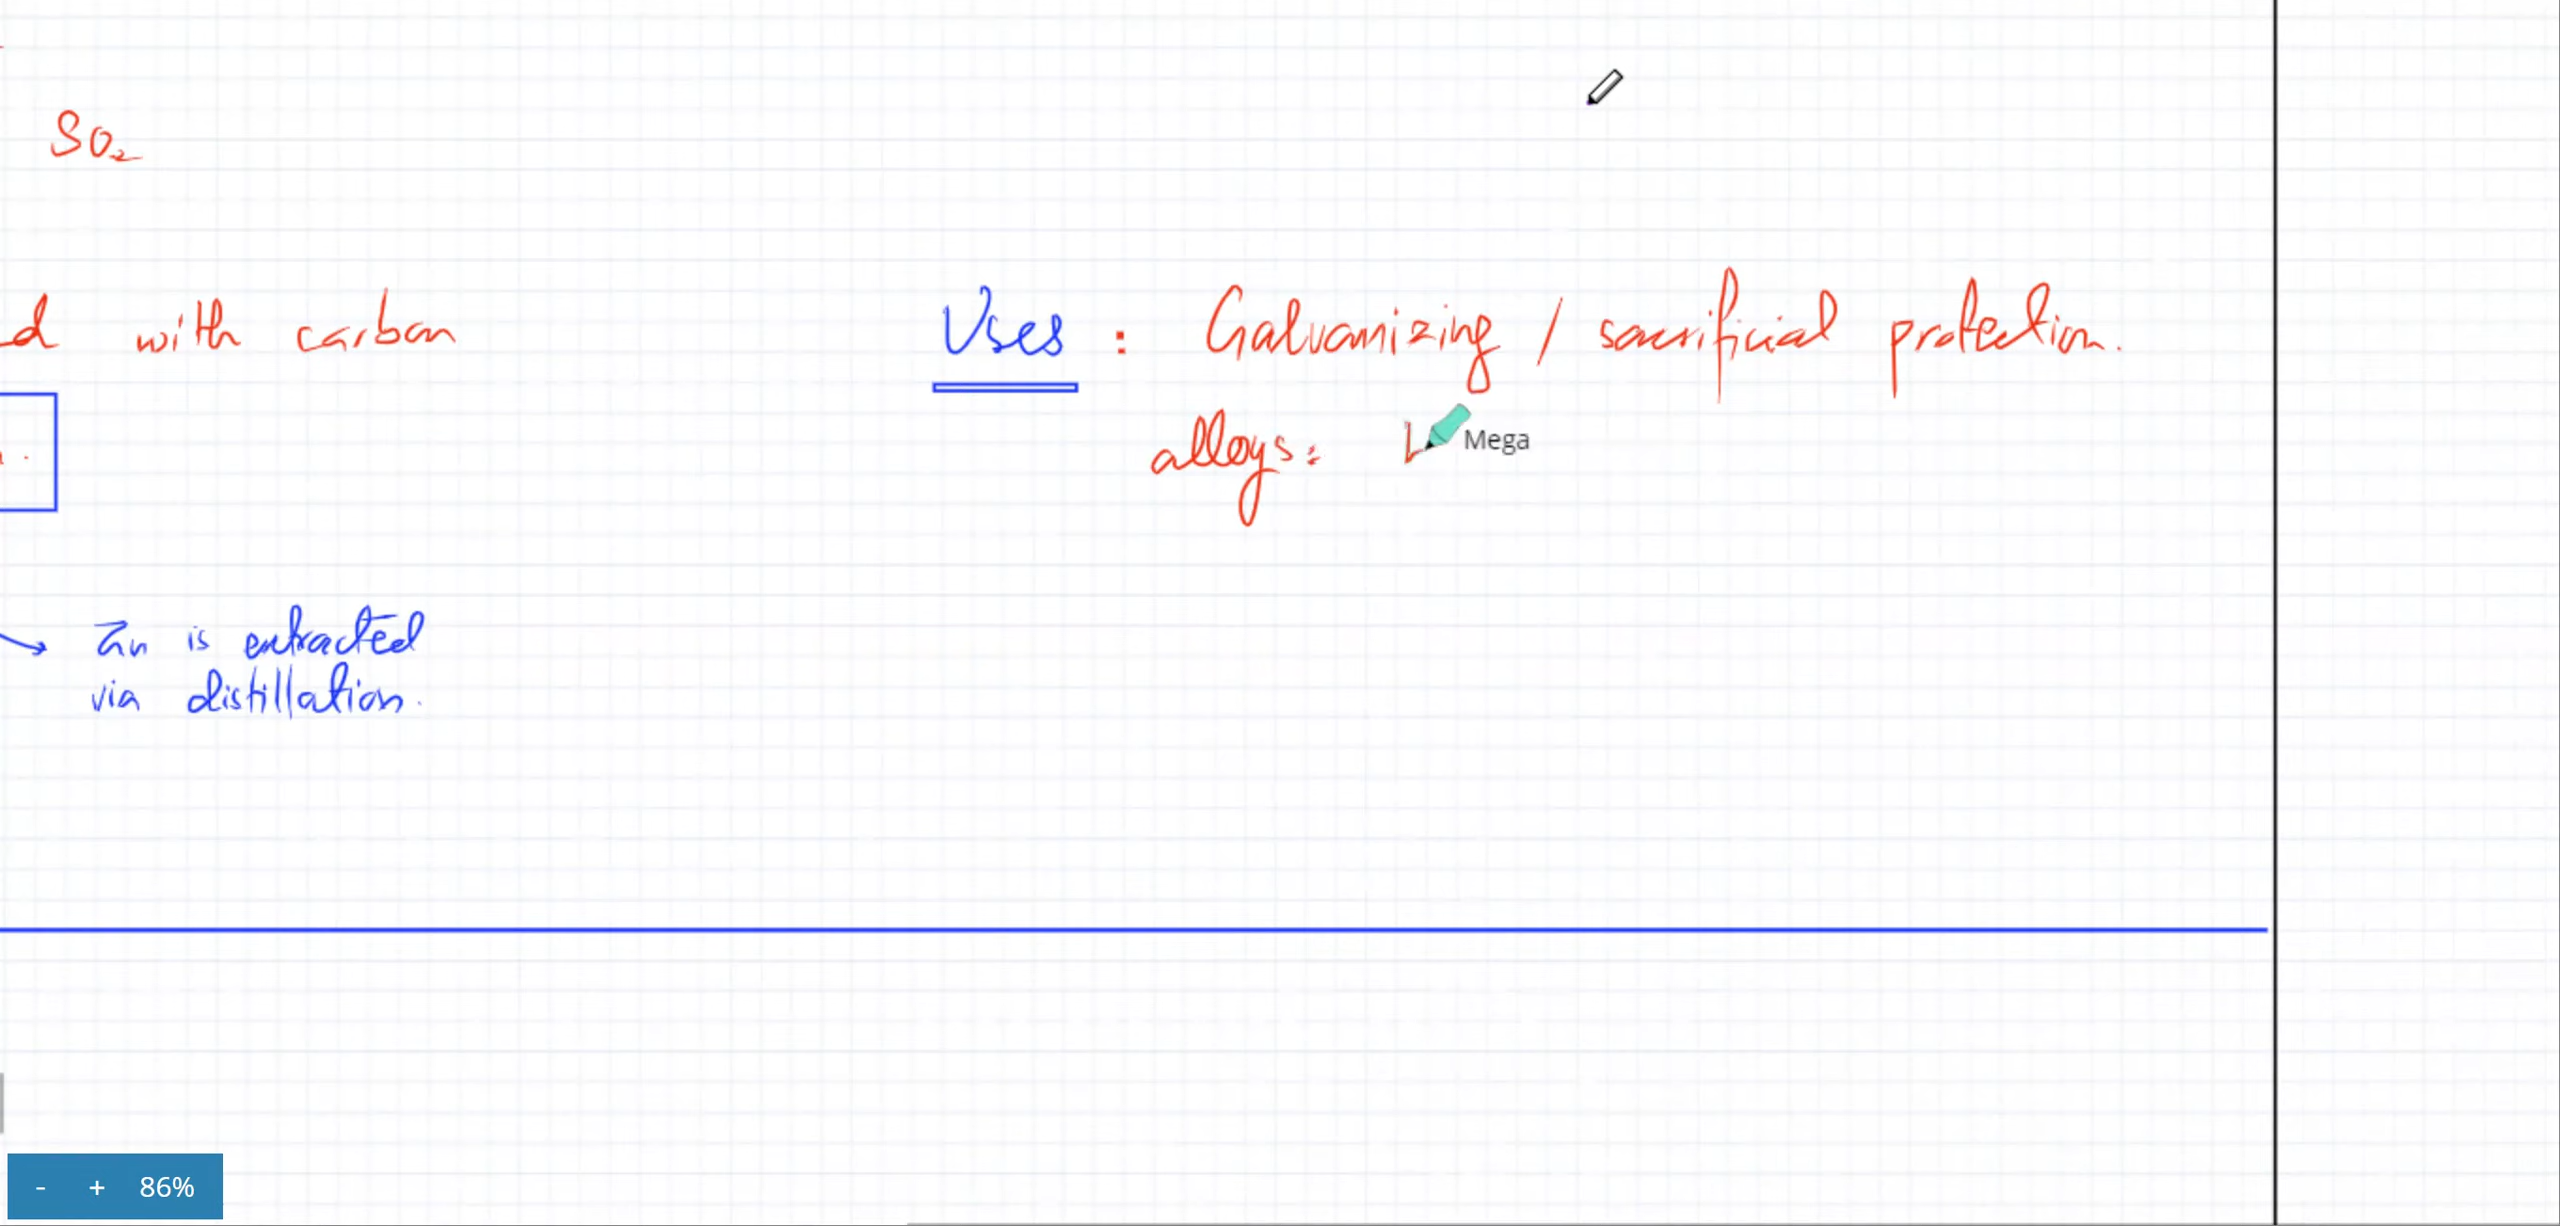 SO₂
d with carbon
Uses : Galvanizing / sacrificial protection.
alloys:
Mega
Zn is extracted
via distillation.
- + 86%